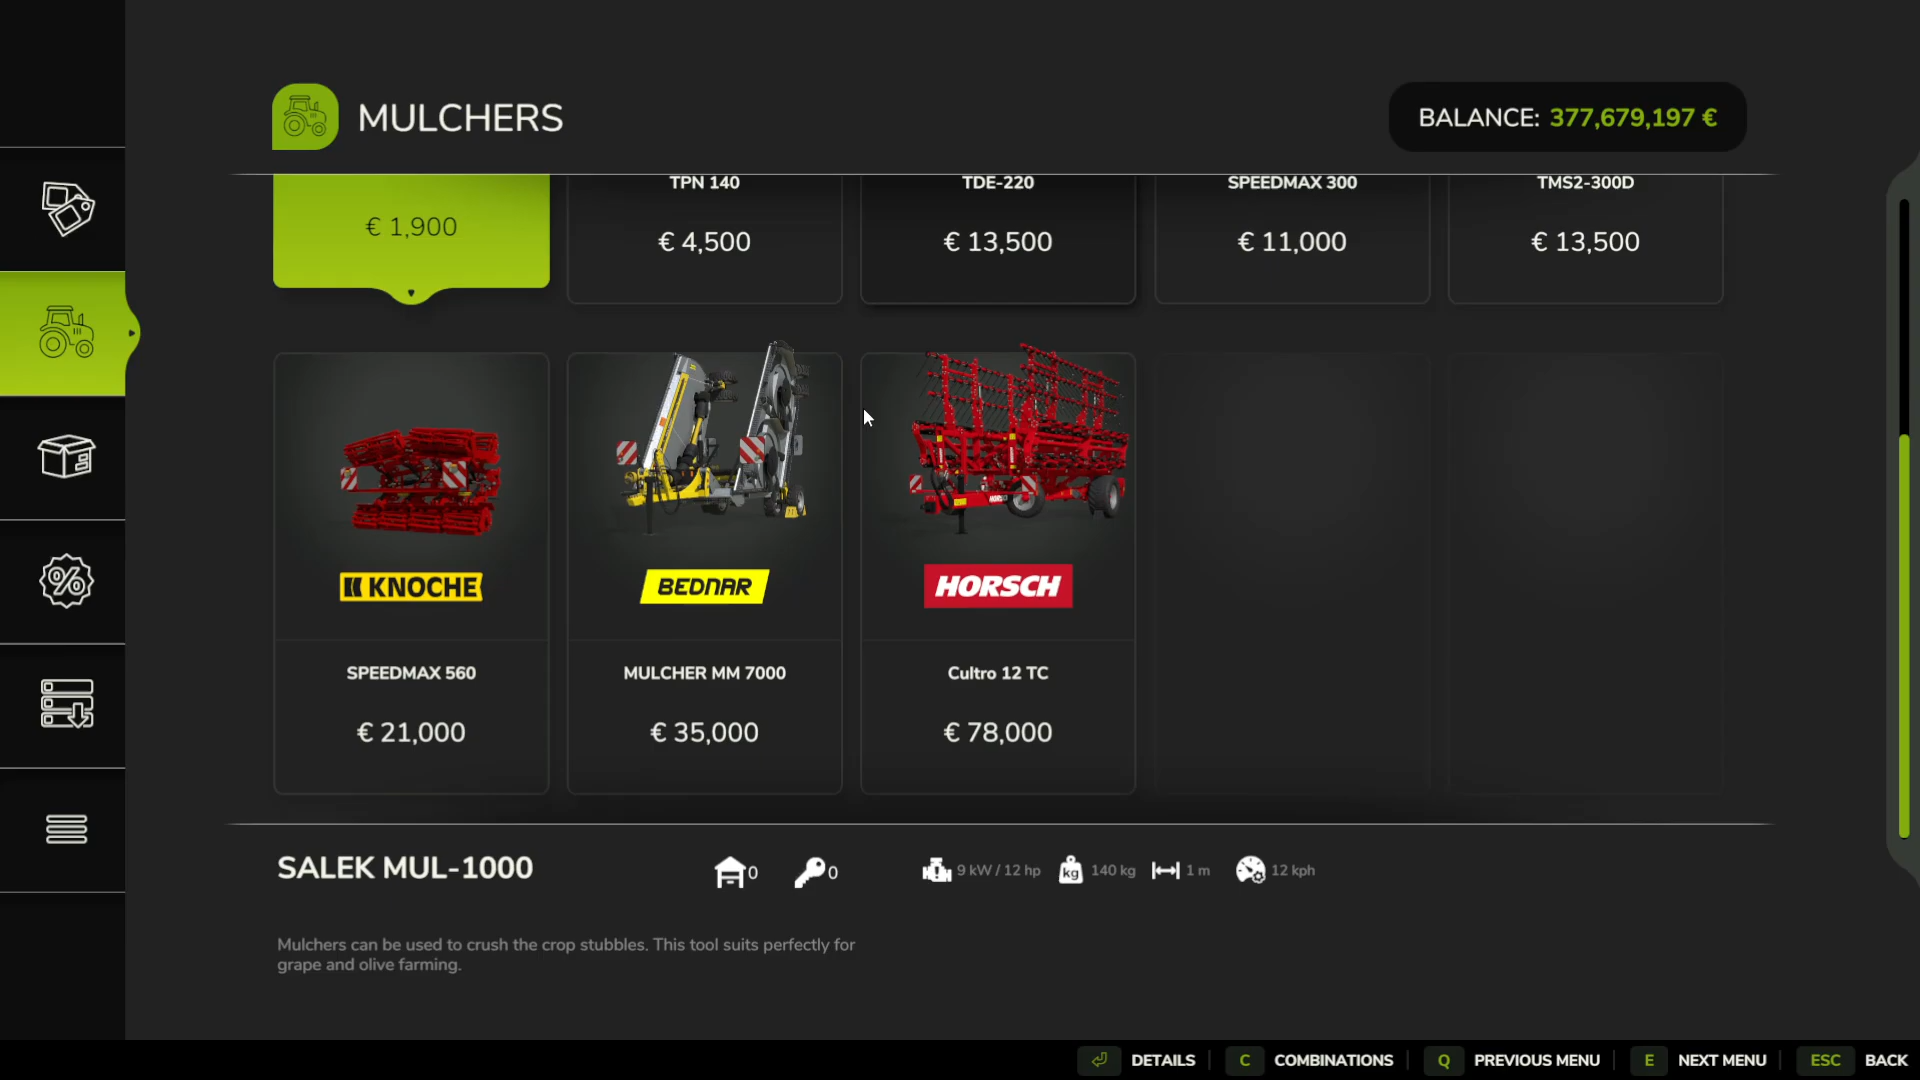 MULCHERS
BALANCE: 377,679,197 €
TPN 140
TDE-220
SPEEDMAX 300
TMS2-300D
€ 1,900
€ 4,500
€ 13,500
€ 11,000
€ 13,500
KNOCHE
BEDNAR
HORSCH
SPEEDMAX 560
MULCHER MM 7000
Cultro 12 TC
€ 21,000
€ 35,000
€ 78,000
SALEK MUL-1000
0
0
9 kW / 12 hp
kg
140 kg
1 m
12 kph
Mulchers can be used to crush the crop stubbles. This tool suits perfectly for
grape and olive farming.
DETAILS
C COMBINATIONS
Q PREVIOUS MENU
E NEXT MENU
ESC BACK